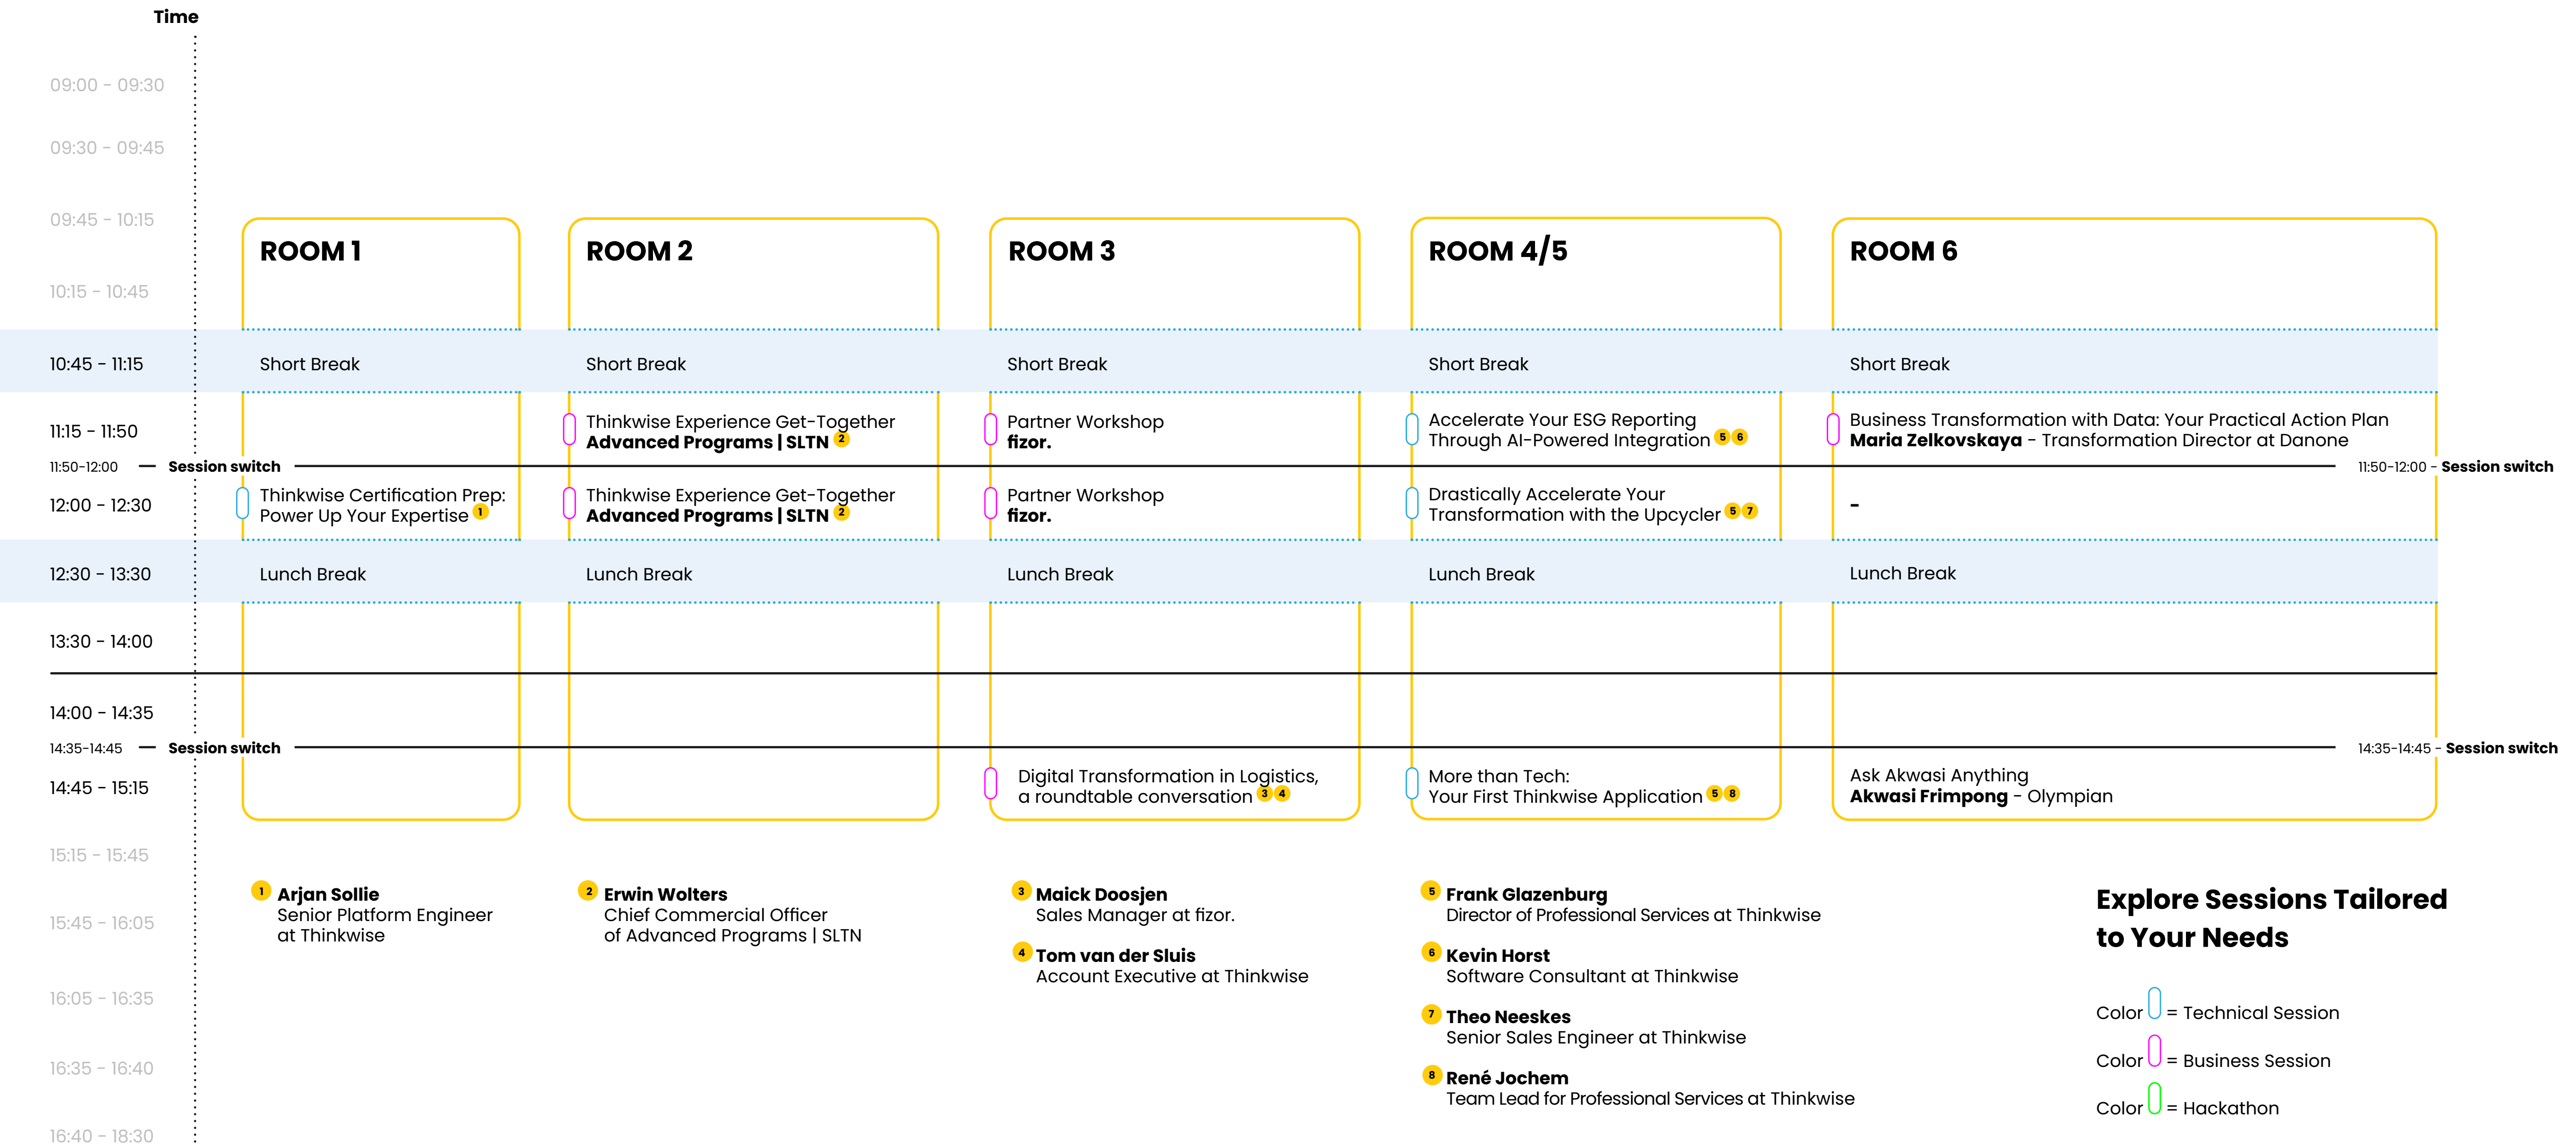 Time
09:00 - 09:30
09:30 - 09:45
09:45 - 10:15
ROOM 1
ROOM 2
ROOM 3
ROOM 4/5
ROOM 6
10:15 - 10:45
10:45 - 11:15
Short Break
Short Break
Short Break
Short Break
Short Break
11:15 - 11:50
Thinkwise Experience Get-Together
Advanced Programs | SLTN 2
Partner Workshop
fizor.
Accelerate Your ESG Reporting
Through AI-Powered Integration 5 6
Business Transformation with Data: Your Practical Action Plan
Maria Zelkovskaya - Transformation Director at Danone
11:50-12:00 — Session switch
11:50-12:00 - Session switch
12:00 - 12:30
Thinkwise Certification Prep:
Power Up Your Expertise 1
Thinkwise Experience Get-Together
Advanced Programs | SLTN 2
Partner Workshop
fizor.
Drastically Accelerate Your
Transformation with the Upcycler 5 7
-
12:30 - 13:30
Lunch Break
Lunch Break
Lunch Break
Lunch Break
Lunch Break
13:30 - 14:00
14:00 - 14:35
14:35-14:45 — Session switch
14:35-14:45 - Session switch
14:45 - 15:15
Digital Transformation in Logistics,
a roundtable conversation 3 4
More than Tech:
Your First Thinkwise Application 5 8
Ask Akwasi Anything
Akwasi Frimpong - Olympian
15:15 - 15:45
15:45 - 16:05
16:05 - 16:35
16:35 - 16:40
16:40 - 18:30
1 Arjan Sollie
Senior Platform Engineer
at Thinkwise
2 Erwin Wolters
Chief Commercial Officer
of Advanced Programs | SLTN
3 Maick Doosjen
Sales Manager at fizor.
4 Tom van der Sluis
Account Executive at Thinkwise
5 Frank Glazenburg
Director of Professional Services at Thinkwise
6 Kevin Horst
Software Consultant at Thinkwise
7 Theo Neeskes
Senior Sales Engineer at Thinkwise
8 René Jochem
Team Lead for Professional Services at Thinkwise
Explore Sessions Tailored
to Your Needs
Color = Technical Session
Color = Business Session
Color = Hackathon